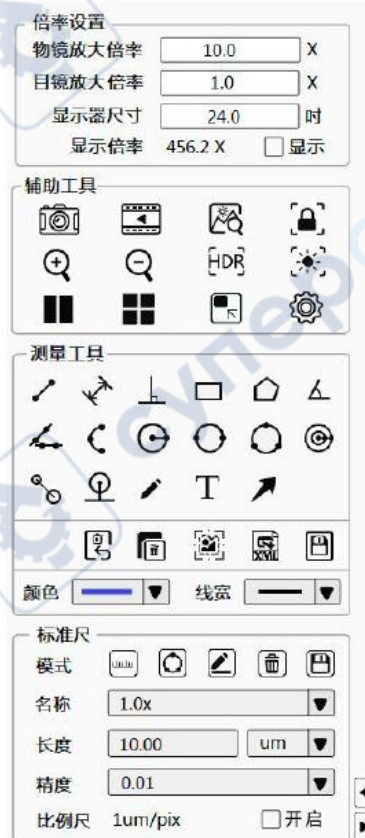 倍率设置
物镜放大倍率 10.0 X
目镜放大倍率 1.0 X
显示器尺寸 24.0 吋
显示倍率 456.2 X 显示
辅助工具
HDR
测量工具
T
XML
颜色 线宽
标准尺
模式
名称 1.0x
长度 10.00 um
精度 0.01
比例尺 1um/pix 开启
супер